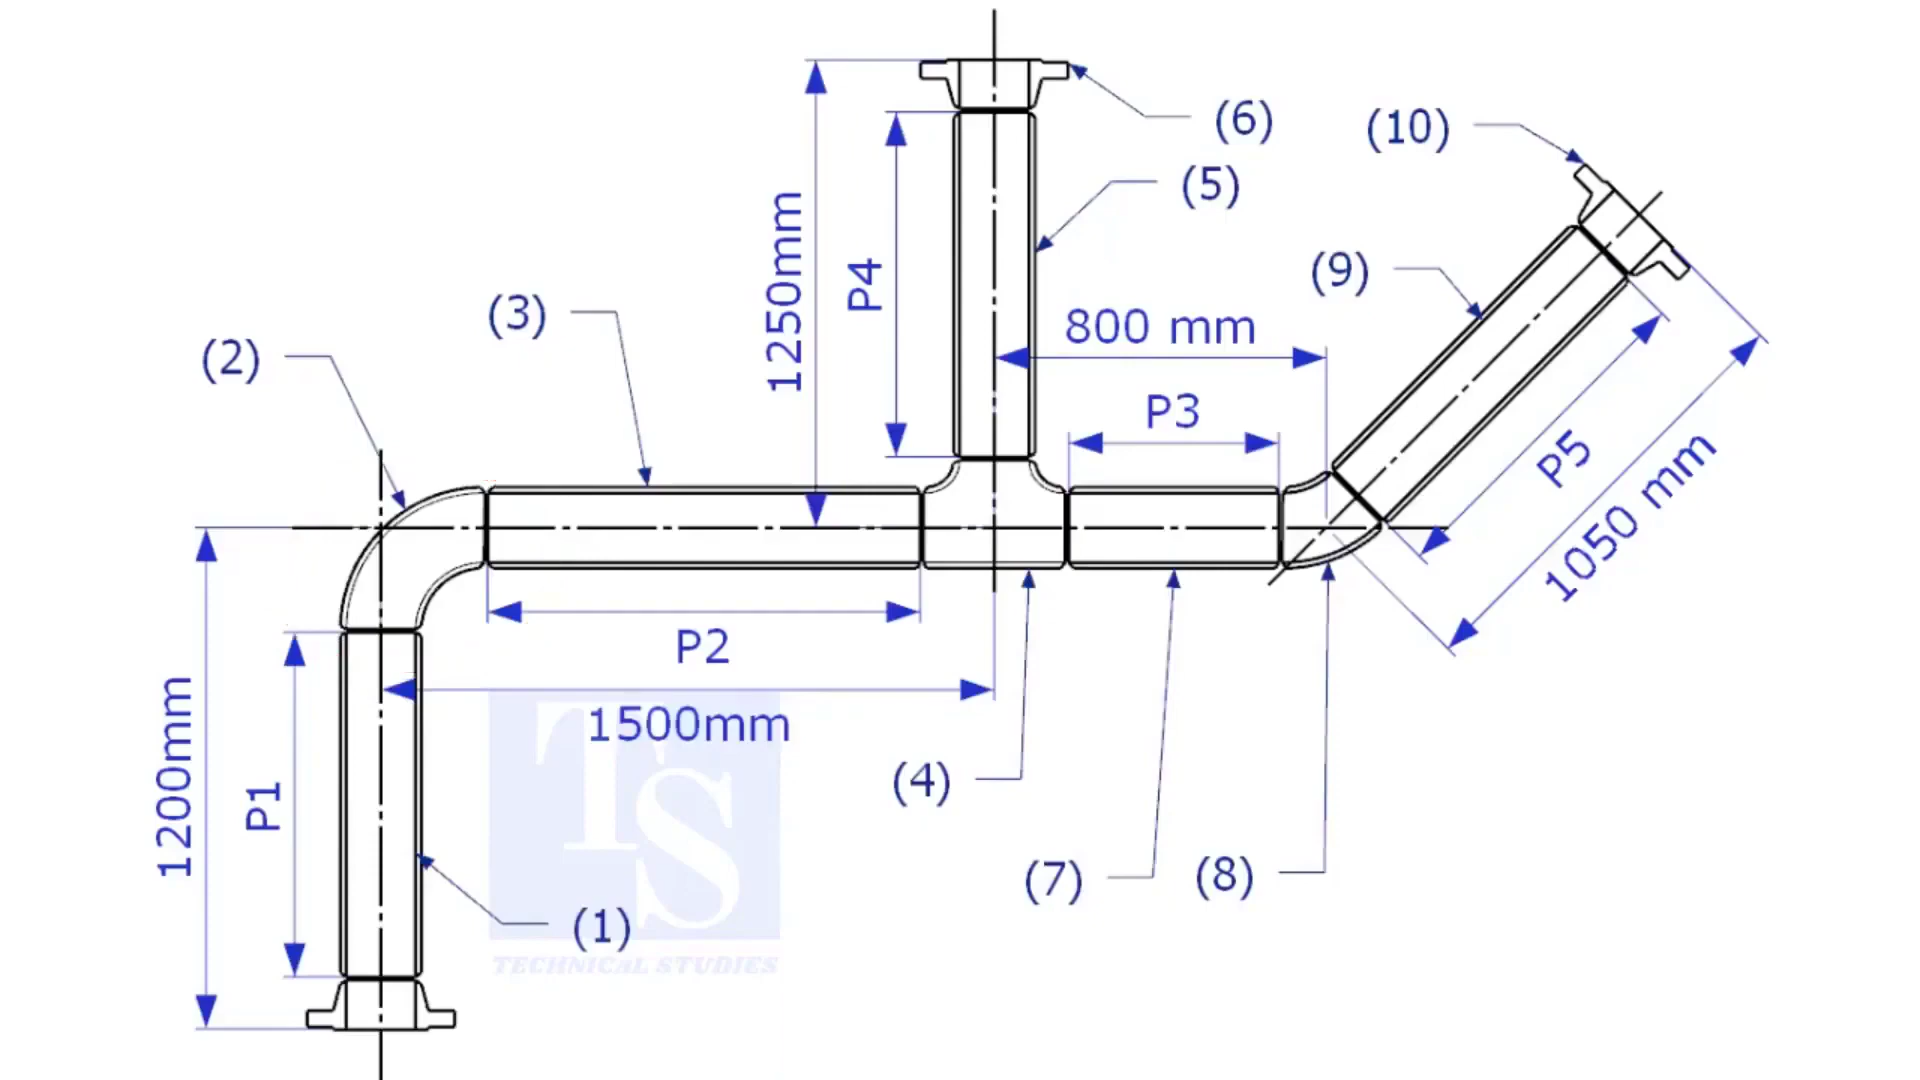 (6)
(10)
(5)
1250mm
P4
(9)
(3)
800 mm
(2)
P3
P5
1050 mm
P2
1500mm
1200mm
P1
(4)
(7)
(8)
(1)
TS
TECHNICAL STUDIES